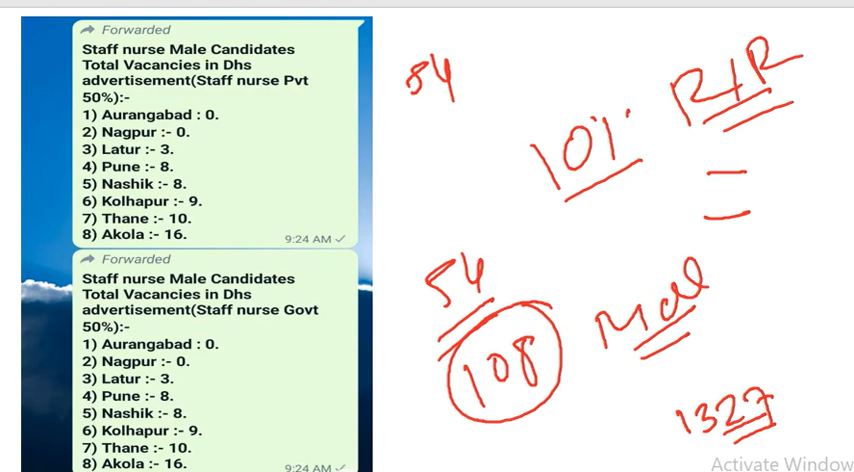 Forwarded
Staff nurse Male Candidates
Total Vacancies in Dhs
advertisement(Staff nurse Pvt
50%):-
1) Aurangabad : 0.
2) Nagpur :- 0.
3) Latur :- 3.
4) Pune :- 8.
5) Nashik :- 8.
6) Kolhapur :- 9.
7) Thane :- 10.
8) Akola :- 16.
9:24 AM
Forwarded
Staff nurse Male Candidates
Total Vacancies in Dhs
advertisement(Staff nurse Govt
50%):-
1) Aurangabad : 0.
2) Nagpur :- 0.
3) Latur :- 3.
4) Pune :- 8.
5) Nashik :- 8.
6) Kolhapur :- 9.
7) Thane :- 10.
8) Akola :- 16.
9:24 AM
54
10%
54
108
1327
Activate Window